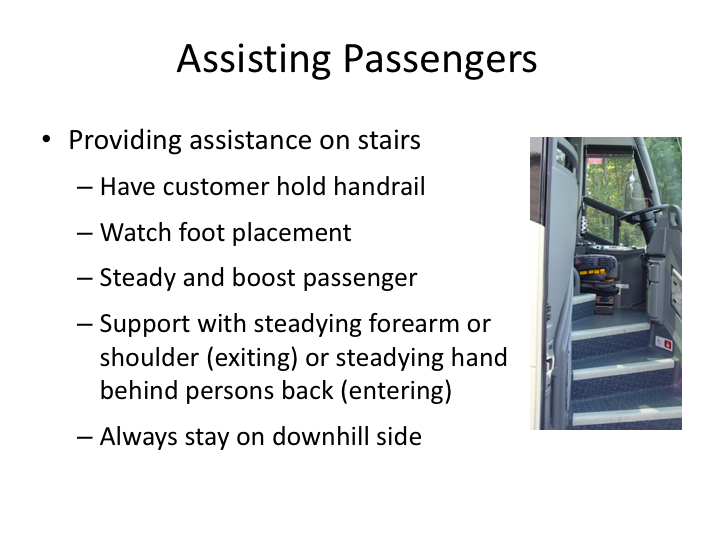 Assisting Passengers
• Providing assistance on stairs
– Have customer hold handrail
– Watch foot placement
– Steady and boost passenger
– Support with steadying forearm or
shoulder (exiting) or steadying hand
behind persons back (entering)
– Always stay on downhill side